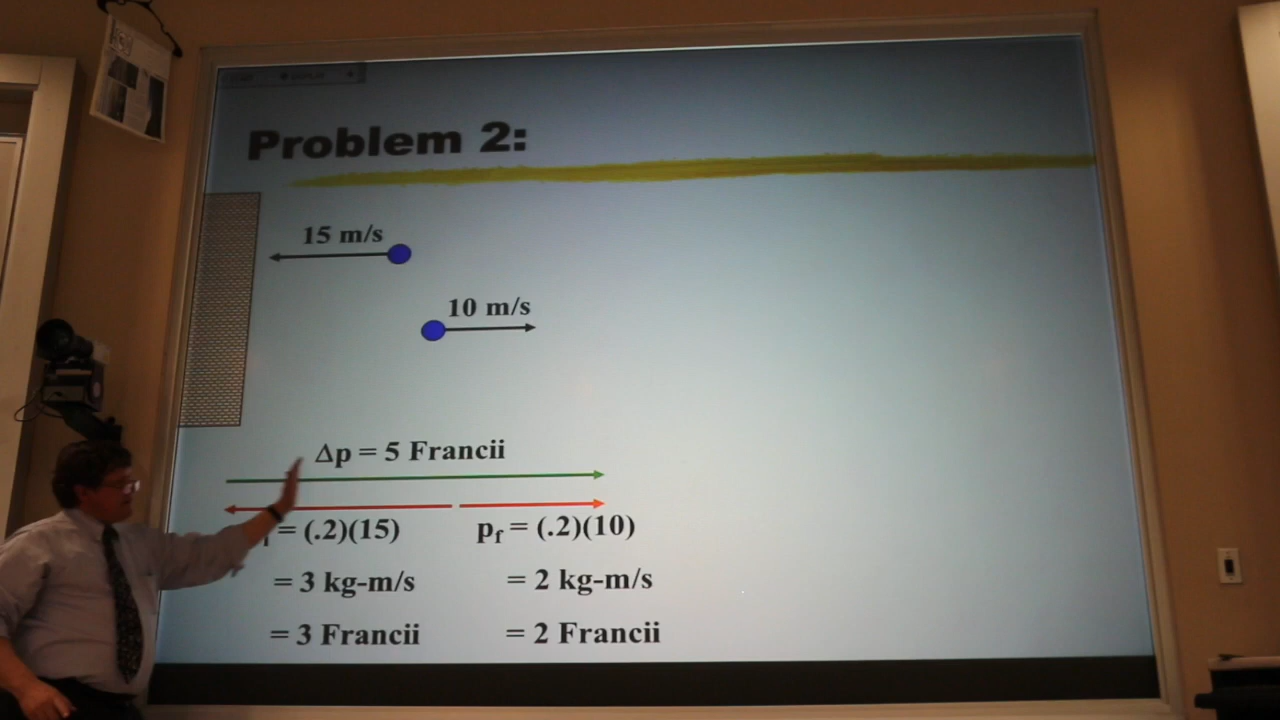 Problem 2:
15 m/s
10 m/s
Δp = 5 Francii
= (.2)(15) pf = (.2)(10)
= 3 kg-m/s = 2 kg-m/s
= 3 Francii = 2 Francii